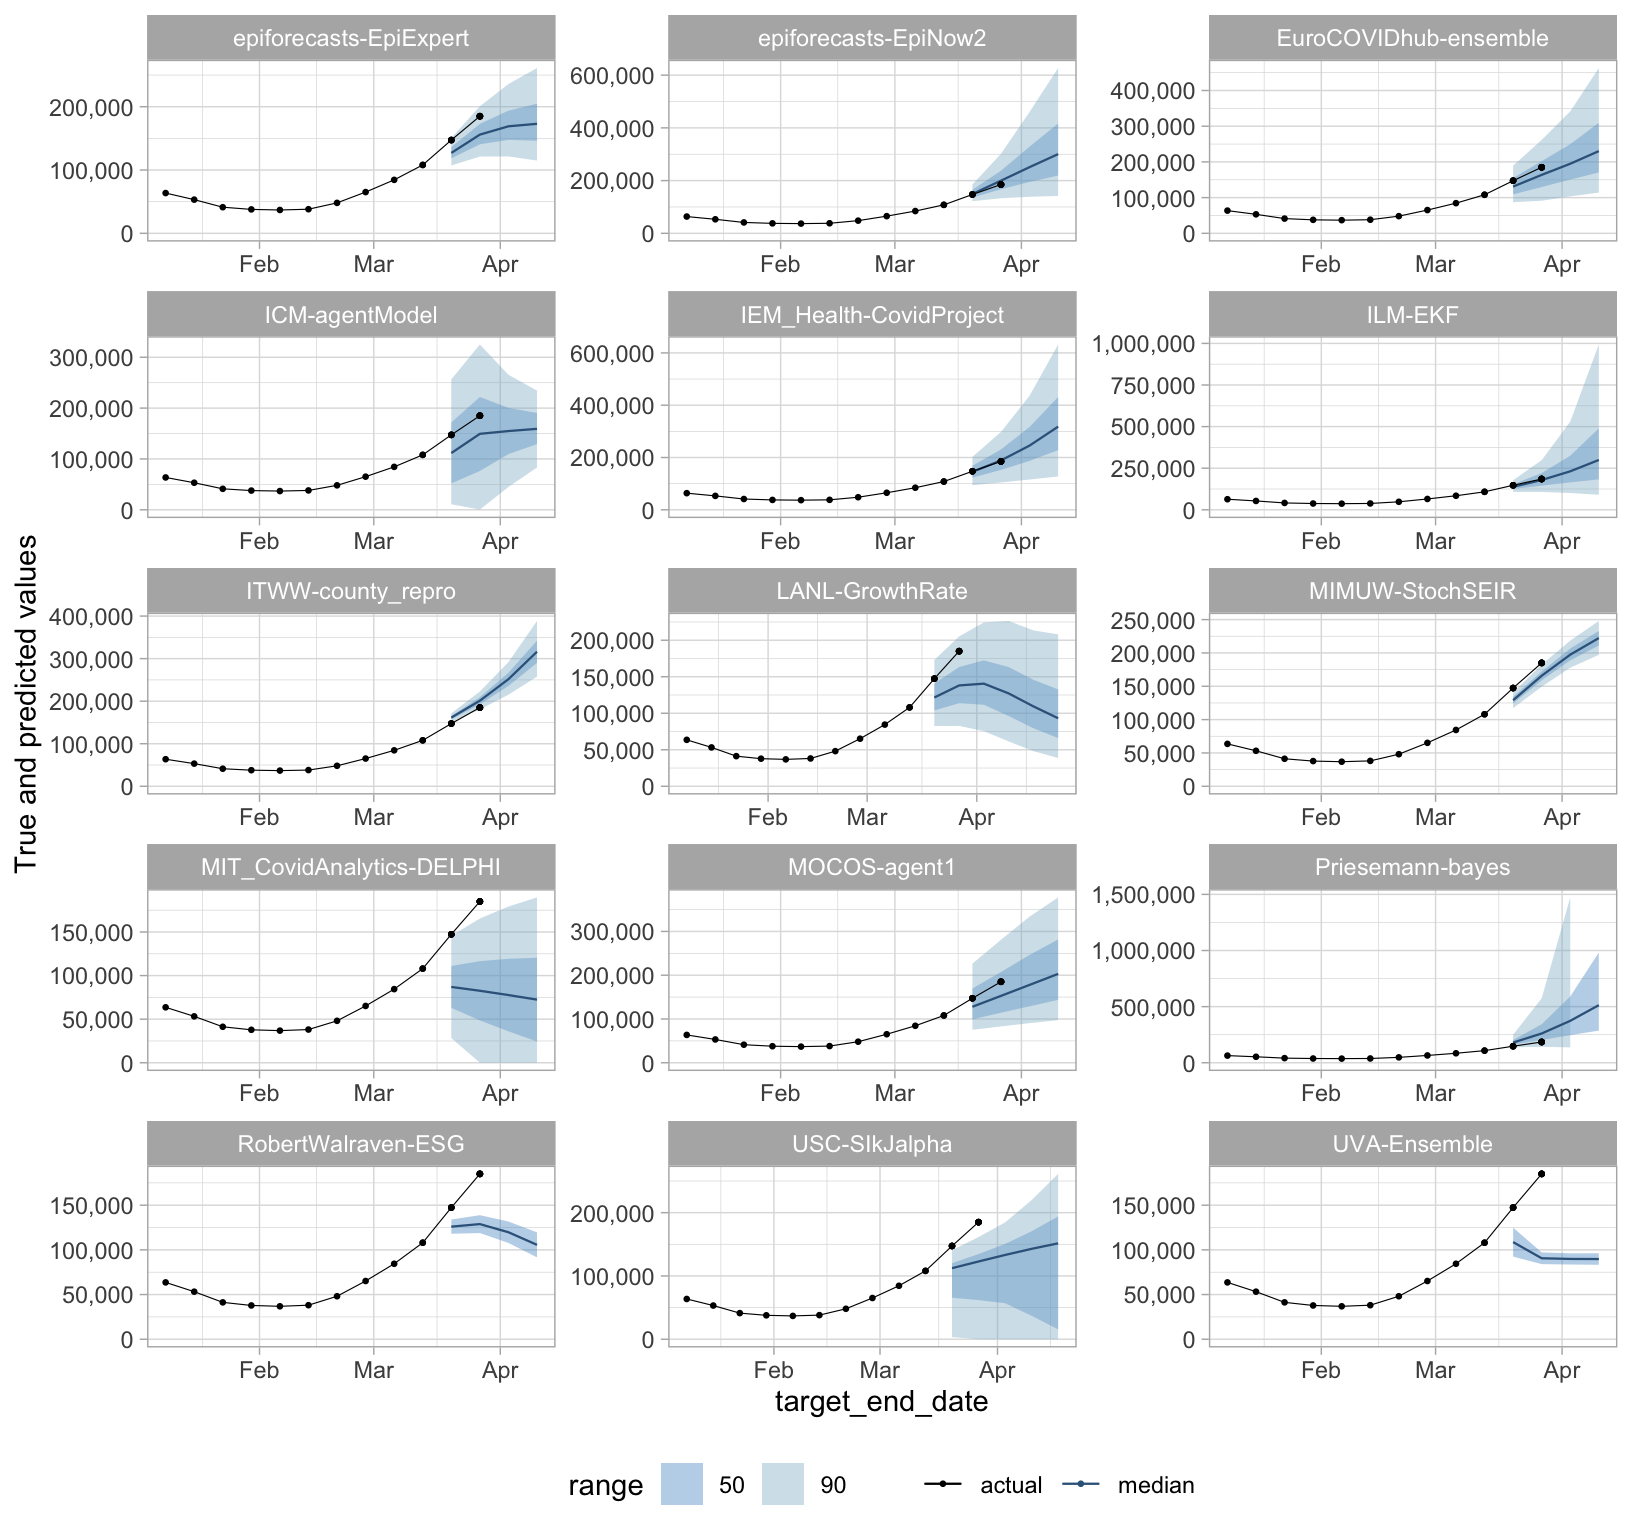 True and predicted values
epiforecasts-EpiExpert
200,000
100,000
0
Feb Mar Apr
epiforecasts-EpiNow2
600,000
400,000
200,000
0
Feb Mar Apr
EuroCOVIDhub-ensemble
400,000
300,000
200,000
100,000
0
Feb Mar Apr
ICM-agentModel
300,000
200,000
100,000
0
Feb Mar Apr
IEM_Health-CovidProject
600,000
400,000
200,000
0
Feb Mar Apr
ILM-EKF
1,000,000
750,000
500,000
250,000
0
Feb Mar Apr
ITWW-county_repro
400,000
300,000
200,000
100,000
0
Feb Mar Apr
LANL-GrowthRate
200,000
150,000
100,000
50,000
0
Feb Mar Apr
MIMUW-StochSEIR
250,000
200,000
150,000
100,000
50,000
0
Feb Mar Apr
MIT_CovidAnalytics-DELPHI
150,000
100,000
50,000
0
Feb Mar Apr
MOCOS-agent1
300,000
200,000
100,000
0
Feb Mar Apr
Priesemann-bayes
1,500,000
1,000,000
500,000
0
Feb Mar Apr
RobertWalraven-ESG
150,000
100,000
50,000
0
Feb Mar Apr
USC-SIkJalpha
200,000
100,000
0
Feb Mar Apr
UVA-Ensemble
150,000
100,000
50,000
0
Feb Mar Apr
target_end_date
range 50 90 actual median